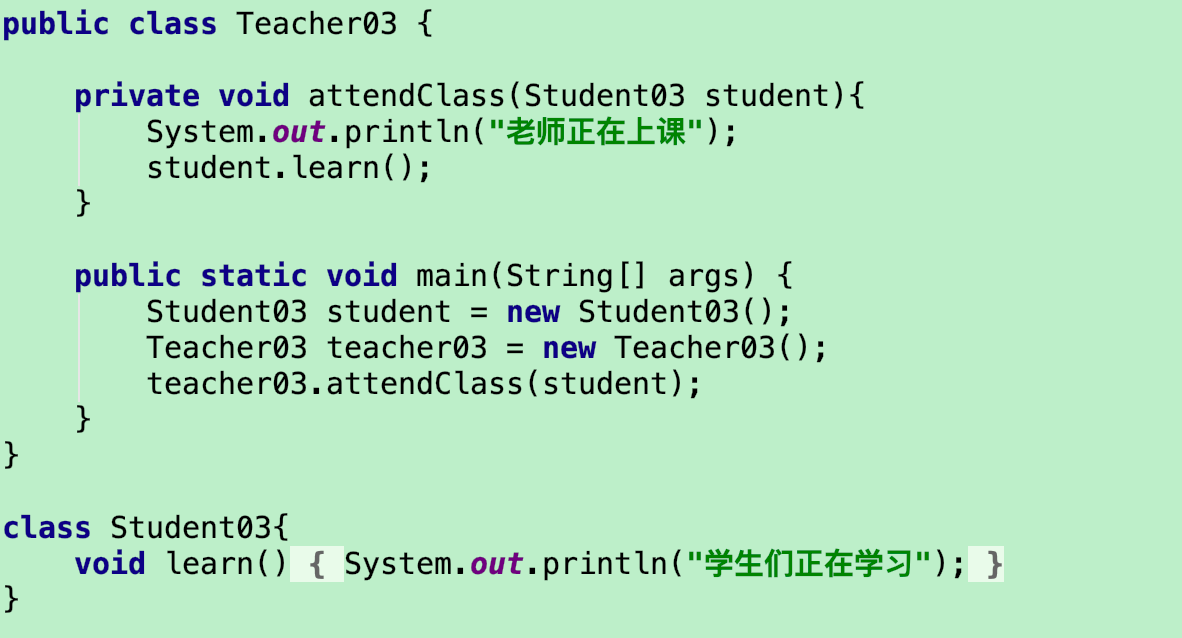 public class Teacher03 {
private void attendClass(Student03 student){
System.out.println("老师正在上课");
student.learn();
}
public static void main(String[] args) {
Student03 student = new Student03();
Teacher03 teacher03 = new Teacher03();
teacher03.attendClass(student);
}
}
class Student03{
void learn() { System.out.println("学生们正在学习"); }
}